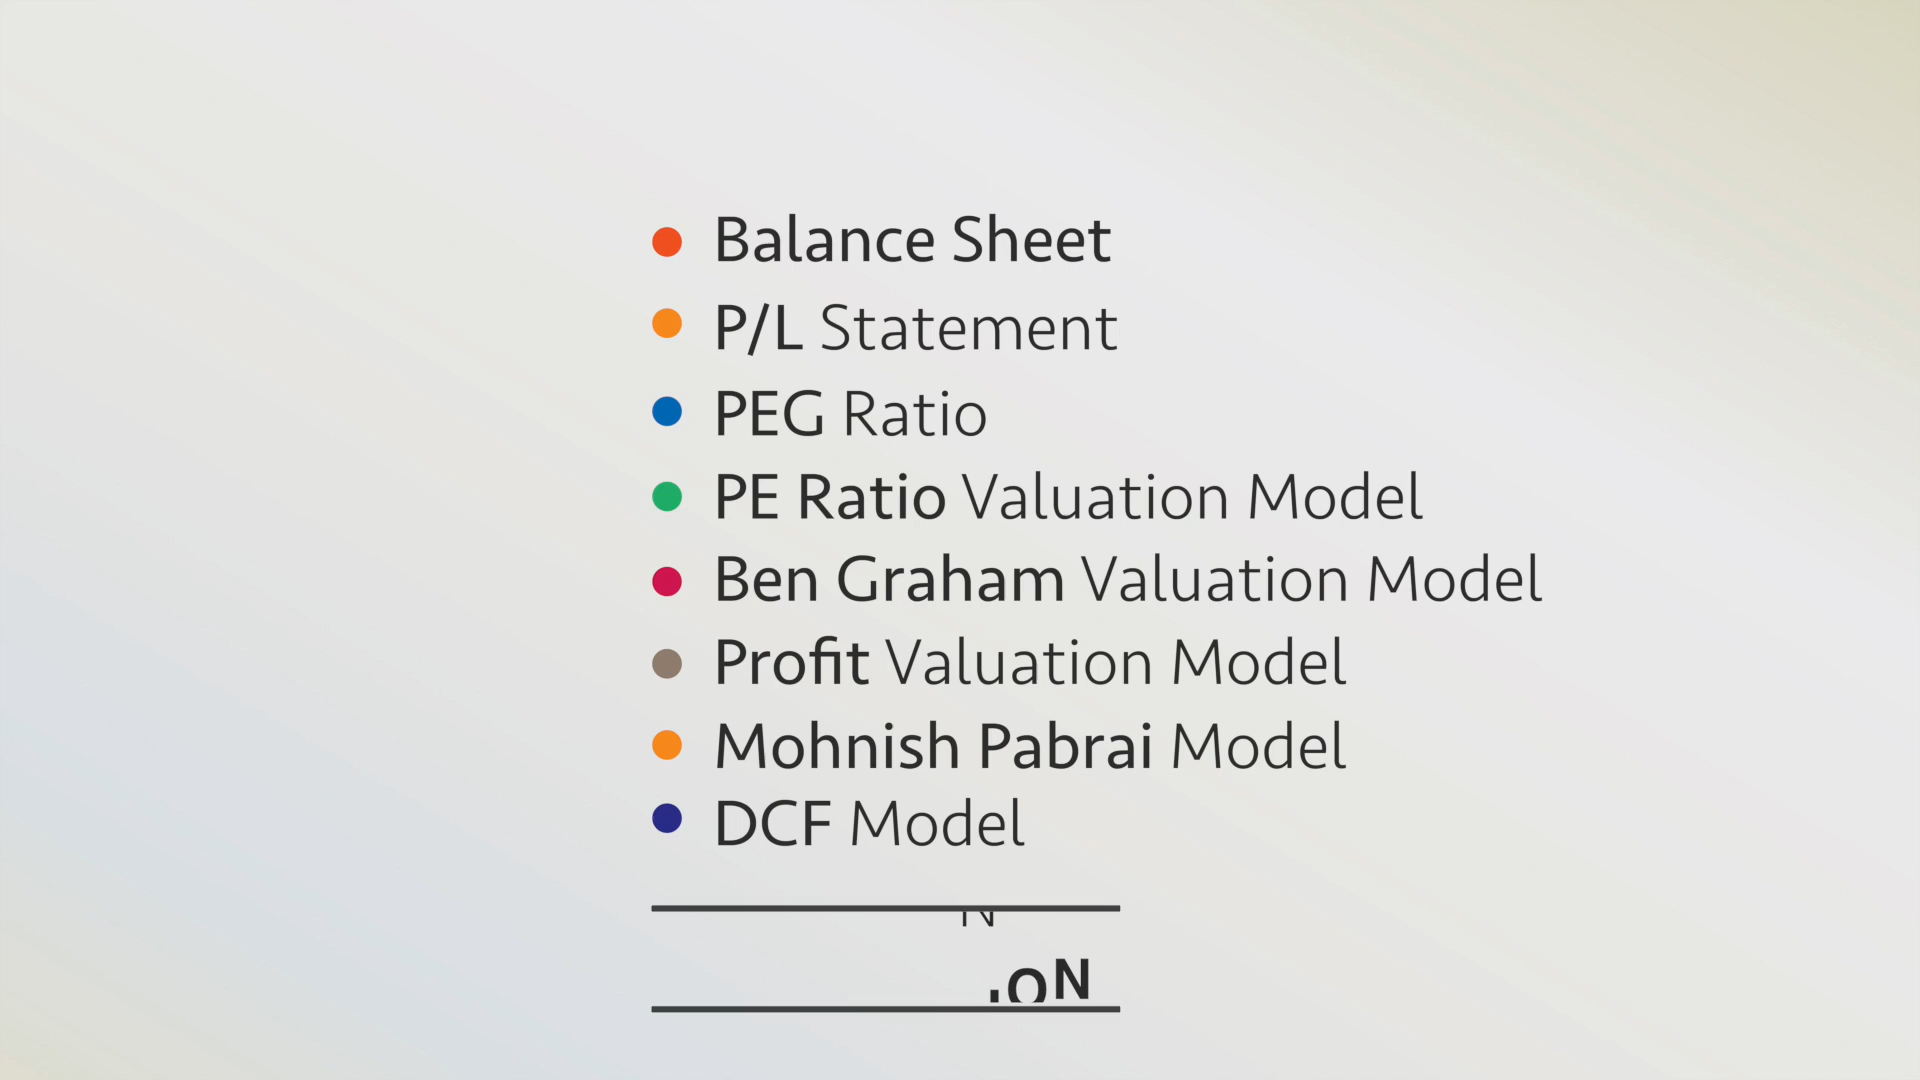 Balance Sheet
P/L Statement
PEG Ratio
PE Ratio Valuation Model
Ben Graham Valuation Model
Profit Valuation Model
Mohnish Pabrai Model
DCF Model